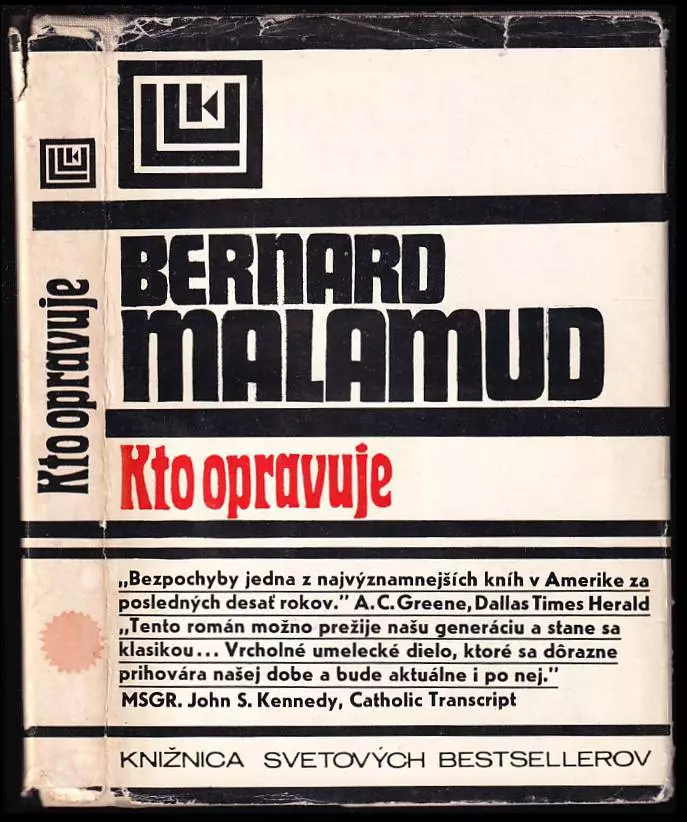 Kto opravuje
BERNARD
MALAMUD
Kto opravuje
„Bezpochyby jedna z najvýznamnejších kníh v Amerike za
posledných desať rokov.” A.C.Greene, Dallas Times Herald
„Tento román možno prežije našu generáciu a stane sa
klasikou... Vrcholné umelecké dielo, ktoré sa dôrazne
prihovára našej dobe a bude aktuálne i po nej.”
MSGR. John S. Kennedy, Catholic Transcript
KNIŽNICA SVETOVÝCH BESTSELLEROV